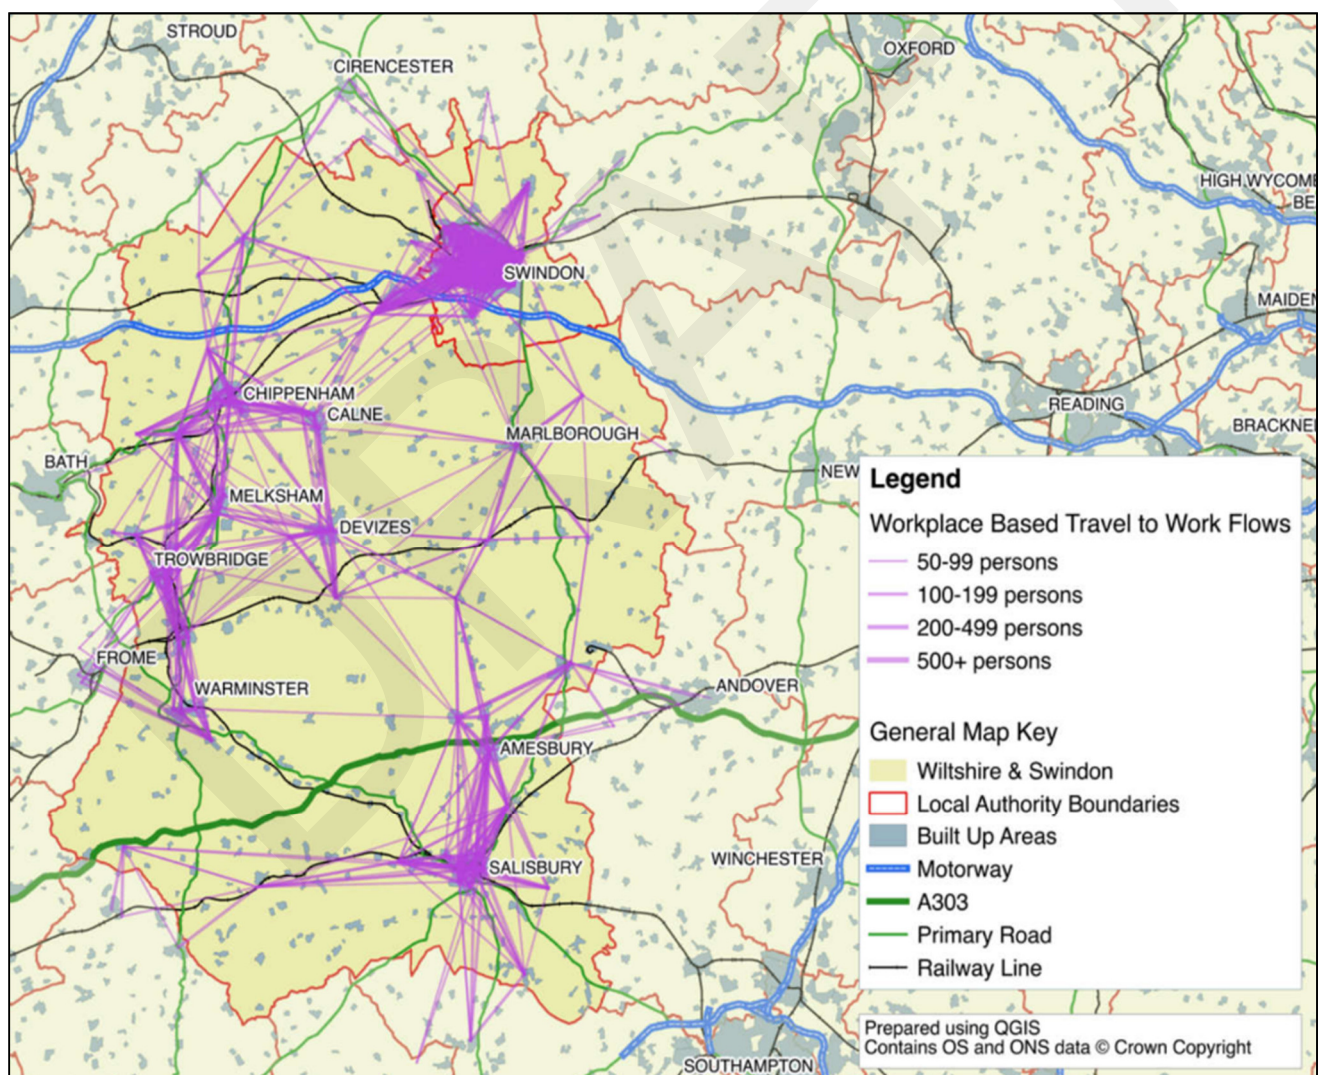 STROUD
CIRENCESTER
OXFORD
HIGH WYCOMB
BE
SWINDON
MAIDEN
CHIPPENHAM
CALNE
READING
MARLBOROUGH
BRACKNEL
BATH
NEW
MELKSHAM
DEVIZES
TROWBRIDGE
FROME
WARMINSTER
ANDOVER
AMESBURY
WINCHESTER
SALISBURY
SOUTHAMPTON
Legend
Workplace Based Travel to Work Flows
50-99 persons
100-199 persons
200-499 persons
500+ persons
General Map Key
Wiltshire & Swindon
Local Authority Boundaries
Built Up Areas
Motorway
A303
Primary Road
Railway Line
Prepared using QGIS
Contains OS and ONS data © Crown Copyright
DRAFT